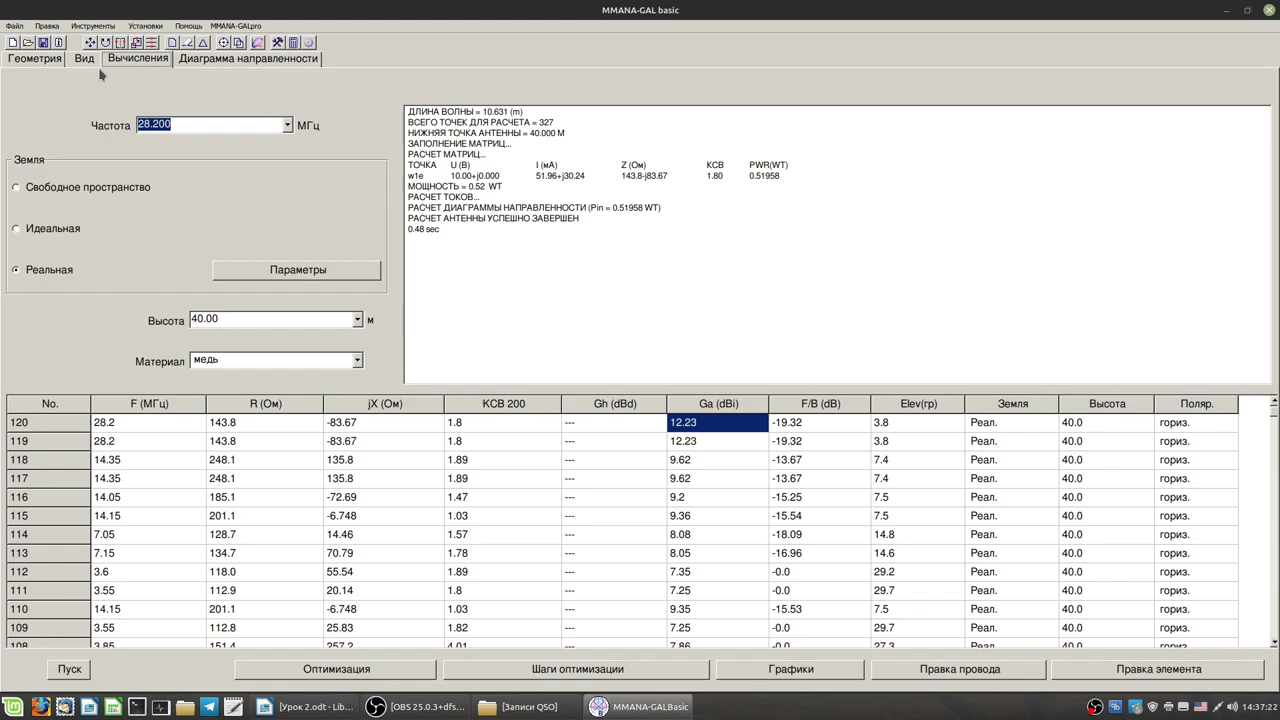 MMANA-GAL basic
Файл Правка Инструменты Установки Помощь MMANA-GALpro
Геометрия Вид Вычисления Диаграмма направленности
Частота 28.200 МГц
Земля
Свободное пространство
Идеальная
Реальная Параметры
Высота 40.00 м
Материал медь
ДЛИНА ВОЛНЫ = 10.631 (m)
ВСЕГО ТОЧЕК ДЛЯ РАСЧЕТА = 327
НИЖНЯЯ ТОЧКА АНТЕННЫ = 40.000 M
ЗАПОЛНЕНИЕ МАТРИЦ...
РАСЧЕТ МАТРИЦ...
ТОЧКА U (В) I (мА) Z (Ом) КСВ PWR(WT)
w1e 10.00+j0.000 51.96+j30.24 143.8-j83.67 1.80 0.51958
МОЩНОСТЬ = 0.52 WT
РАСЧЕТ ТОКОВ...
РАСЧЕТ ДИАГРАММЫ НАПРАВЛЕННОСТИ (Pin = 0.51958 WT)
РАСЧЕТ АНТЕННЫ УСПЕШНО ЗАВЕРШЕН
0.48 sec
No. F (МГц) R (Ом) jX (Ом) КСВ 200 Gh (dBd) Ga (dBi) F/B (dB) Elev(гр) Земля Высота Поляр.
120 28.2 143.8 -83.67 1.8 --- 12.23 -19.32 3.8 Реал. 40.0 гориз.
119 28.2 143.8 -83.67 1.8 --- 12.23 -19.32 3.8 Реал. 40.0 гориз.
118 14.35 248.1 135.8 1.89 --- 9.62 -13.67 7.4 Реал. 40.0 гориз.
117 14.35 248.1 135.8 1.89 --- 9.62 -13.67 7.4 Реал. 40.0 гориз.
116 14.05 185.1 -72.69 1.47 --- 9.2 -15.25 7.5 Реал. 40.0 гориз.
115 14.15 201.1 -6.748 1.03 --- 9.36 -15.54 7.5 Реал. 40.0 гориз.
114 7.05 128.7 14.46 1.57 --- 8.08 -18.09 14.8 Реал. 40.0 гориз.
113 7.15 134.7 70.79 1.78 --- 8.05 -16.96 14.6 Реал. 40.0 гориз.
112 3.6 118.0 55.54 1.89 --- 7.35 -0.0 29.2 Реал. 40.0 гориз.
111 3.55 112.9 20.14 1.8 --- 7.25 -0.0 29.7 Реал. 40.0 гориз.
110 14.15 201.1 -6.748 1.03 --- 9.35 -15.53 7.5 Реал. 40.0 гориз.
109 3.55 112.8 25.83 1.82 --- 7.25 -0.0 29.7 Реал. 40.0 гориз.
108 3.85 151.4 257.2 4.01 --- 7.86 -0.0 27.3 Реал. 40.0 гориз.
Пуск Оптимизация Шаги оптимизации Графики Правка провода Правка элемента
[Урок 2.odt - Lib... [OBS 25.0.3+dfs... [Записи QSO] MMANA-GALBasic 14:37:22